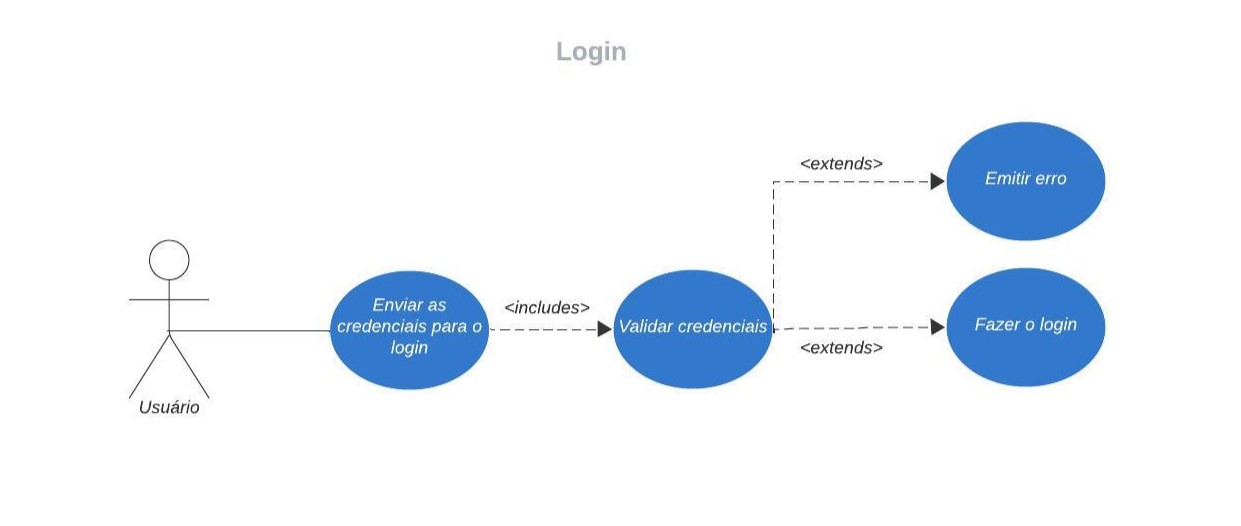 Login
<extends>
Emitir erro
Enviar as
credenciais para o
login
<includes>
Validar credenciais
Fazer o login
<extends>
Usuário